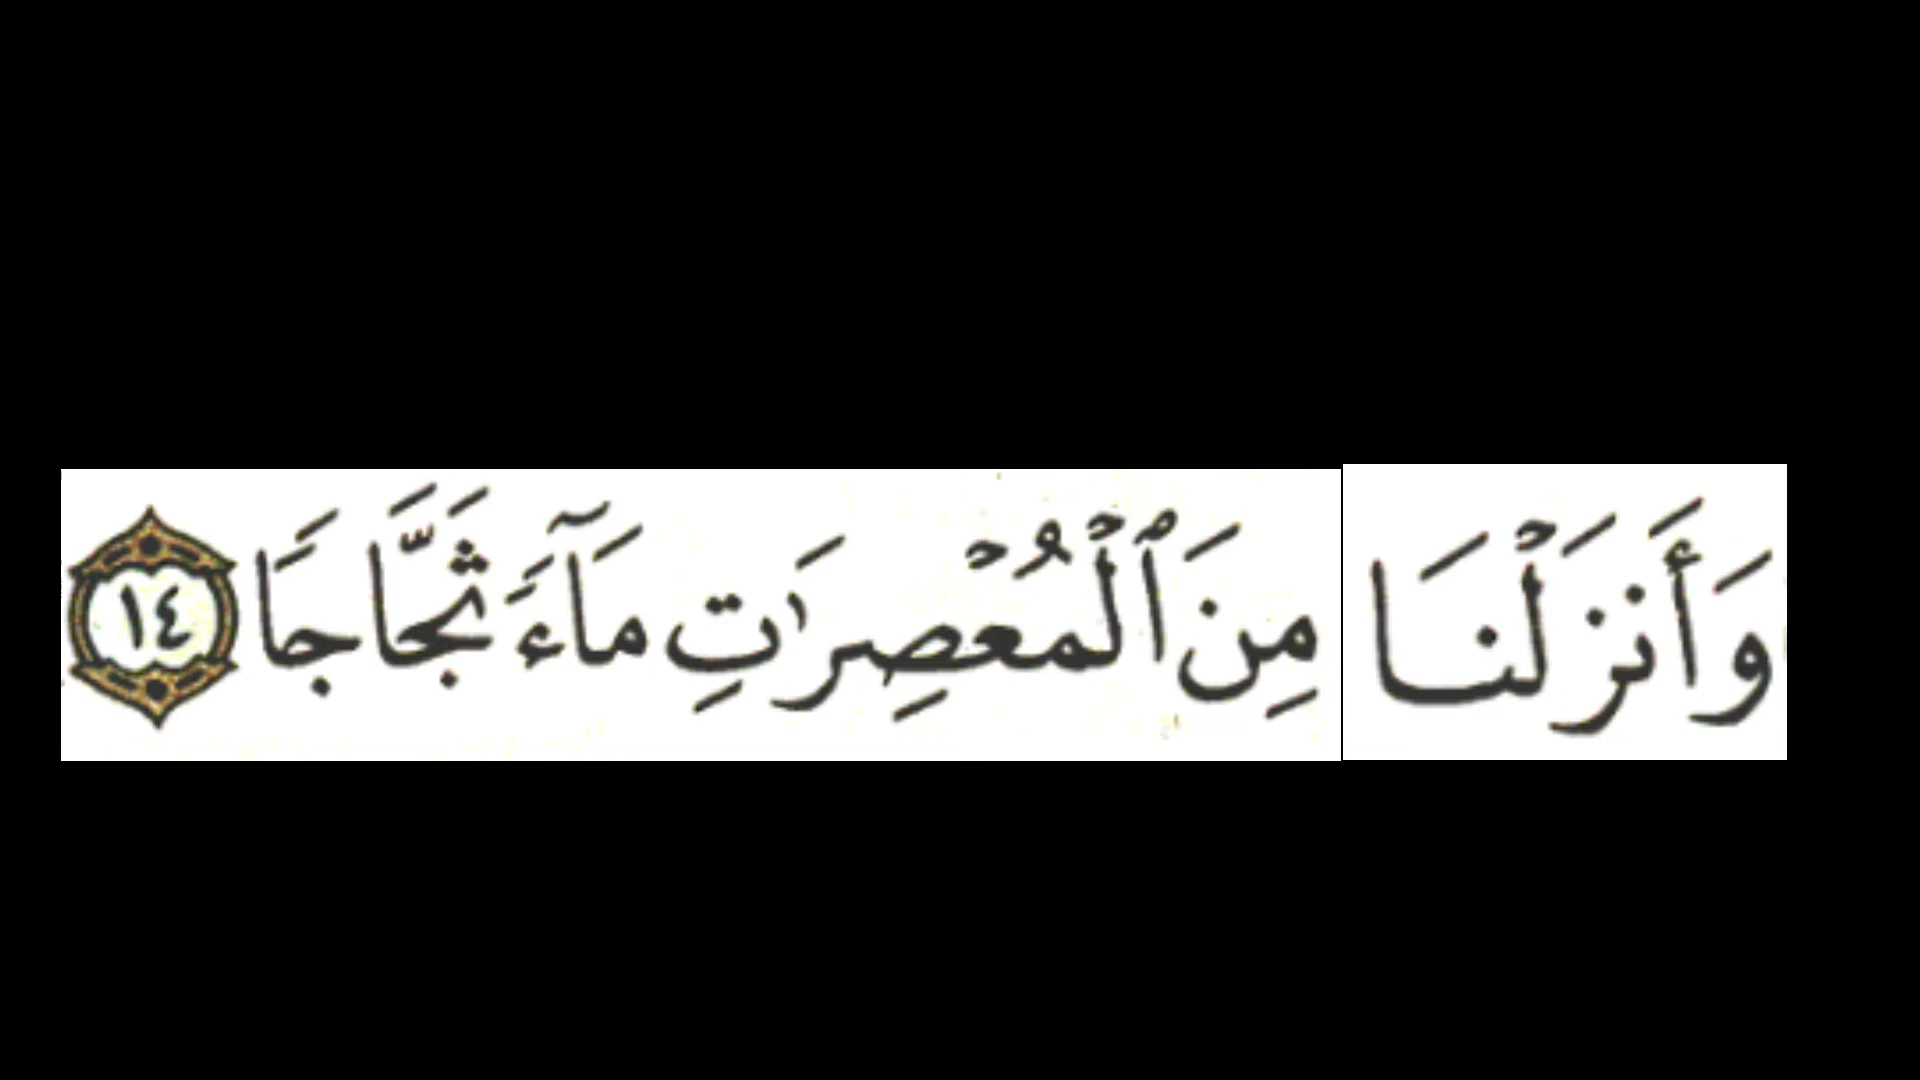 وَأَنزَلۡنَا مِنَ ٱلۡمُعۡصِرَٰتِ مَآءٗ ثَجَّاجٗا ١٤